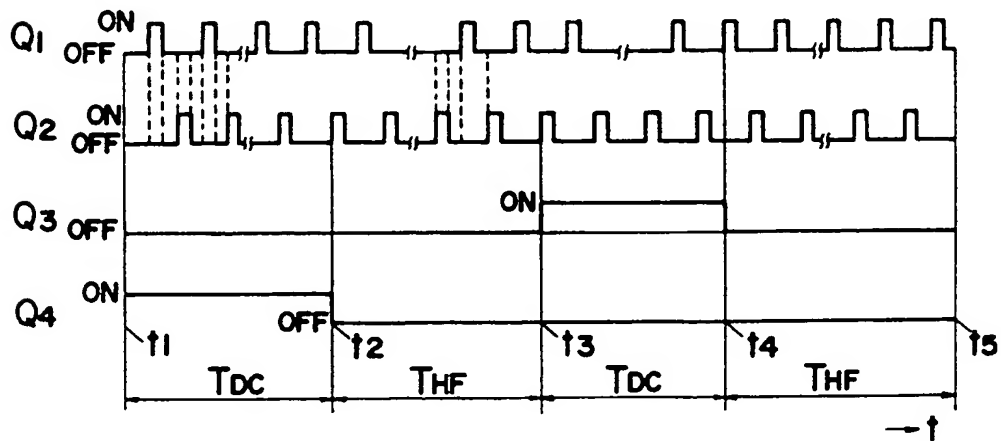 Q1 ON
OFF
Q2 ON
OFF
Q3 OFF
ON
Q4 ON
OFF
t1 t2 t3 t4 t5
TDC THF TDC THF
t